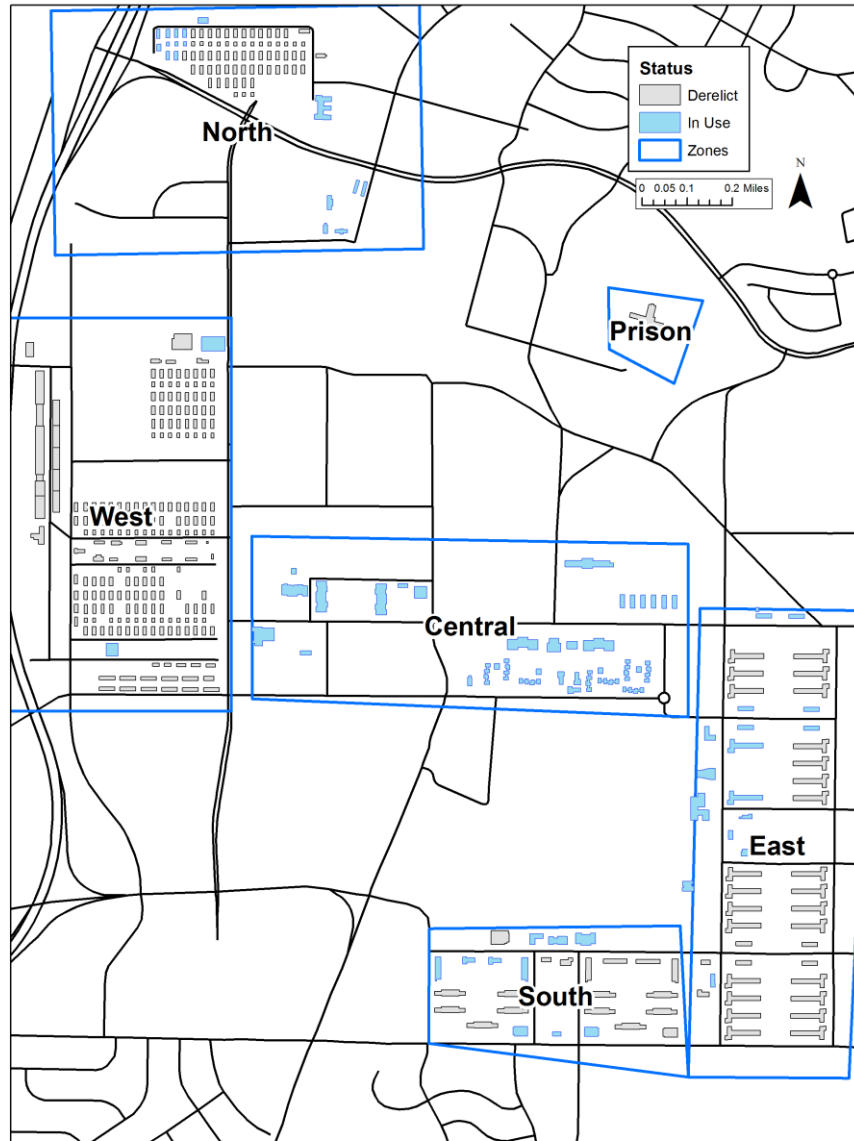 North
Status
Derelict
In Use
Zones
0 0.05 0.1 0.2 Miles
N
Prison
West
Central
East
South